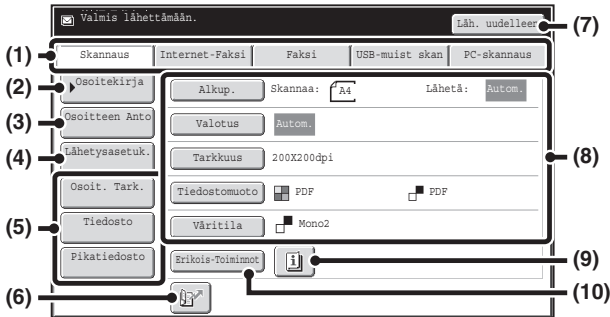 Valmis lähettämään.
Läh. uudelleen
(7)
(1)
Skannaus
Internet-Faksi
Faksi
USB-muist skan
PC-skannaus
(2)
Osoitekirja
Alkup.
Skannaa:
A4
Lähetä:
Autom.
(3)
Osoitteen Anto
Valotus
Autom.
(4)
Lähetysasetuk.
Tarkkuus
200X200dpi
(8)
(5)
Osoit. Tark.
Tiedostomuoto
PDF
PDF
Tiedosto
Väritila
Mono2
Pikatiedosto
Erikois-Toiminnot
(9)
(10)
(6)